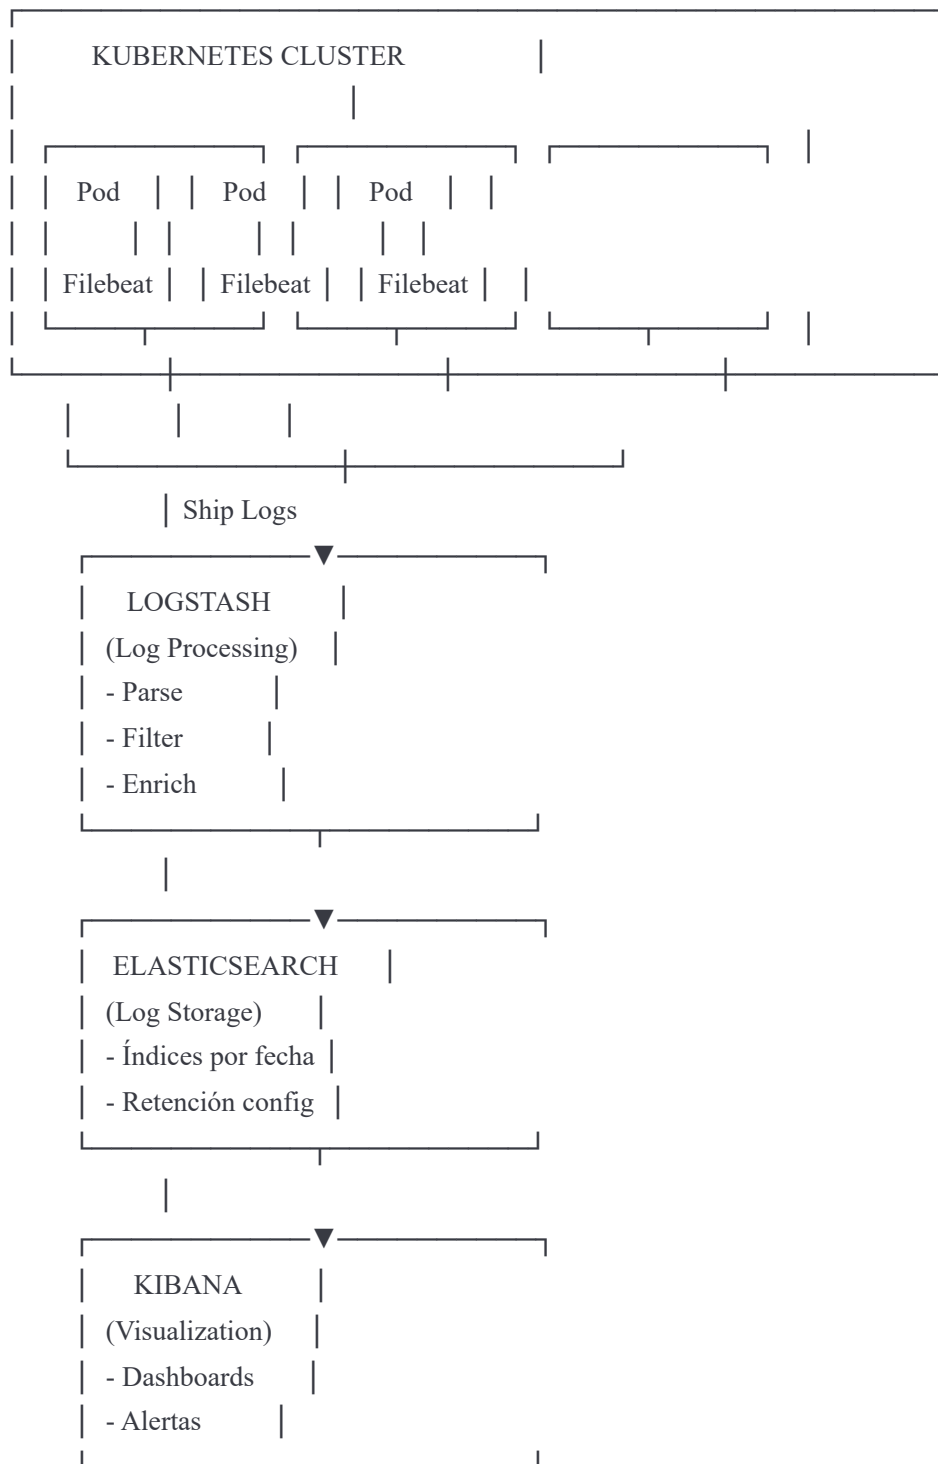 KUBERNETES CLUSTER
Pod Pod Pod
Filebeat Filebeat Filebeat
Ship Logs
LOGSTASH
(Log Processing)
- Parse
- Filter
- Enrich
ELASTICSEARCH
(Log Storage)
- Índices por fecha
- Retención config
KIBANA
(Visualization)
- Dashboards
- Alertas